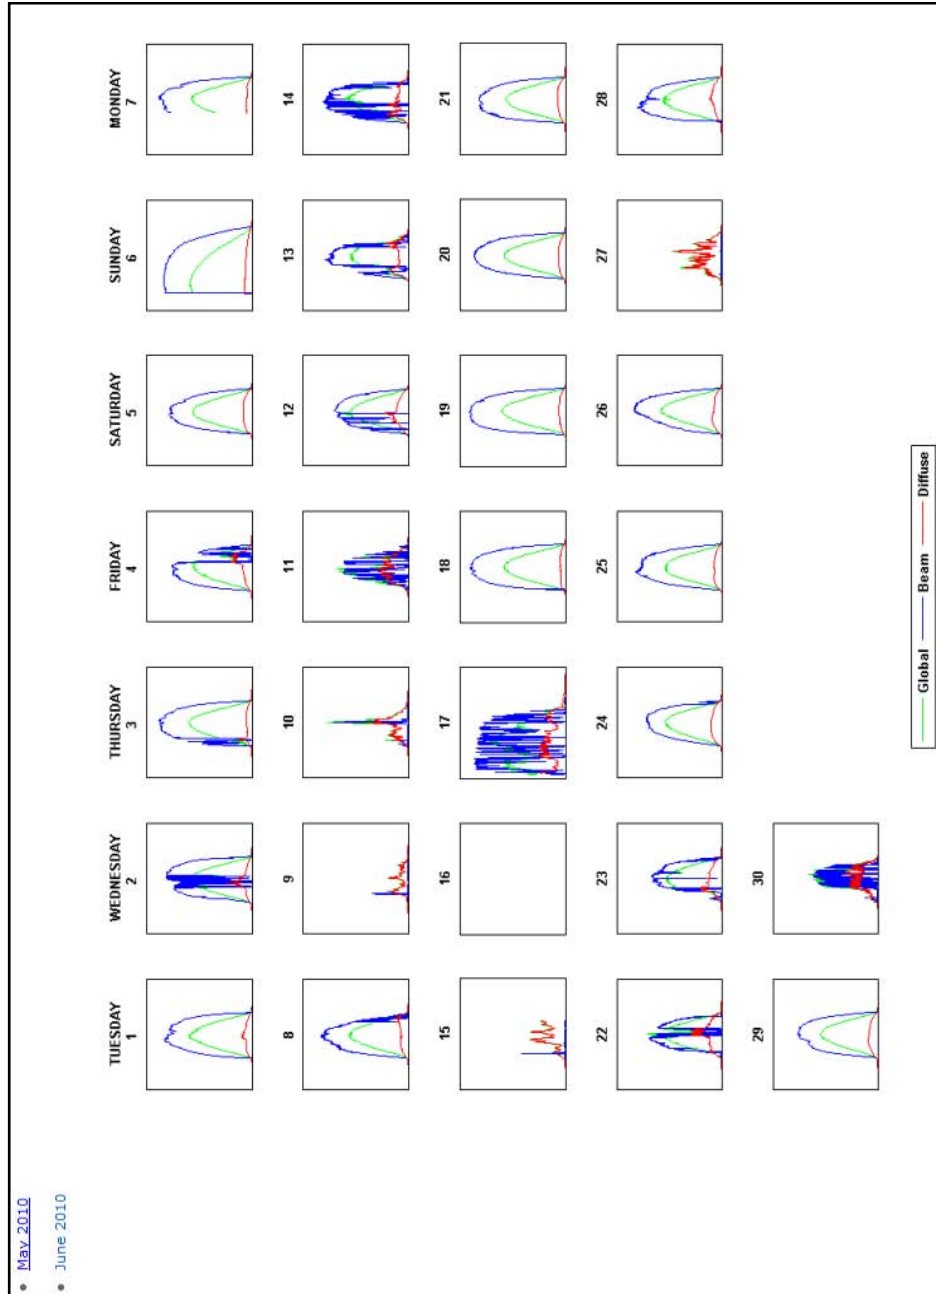 May 2010
June 2010
TUESDAY WEDNESDAY THURSDAY FRIDAY SATURDAY SUNDAY MONDAY
1 2 3 4 5 6 7
8 9 10 11 12 13 14
15 16 17 18 19 20 21
22 23 24 25 26 27 28
29 30
Global Beam Diffuse